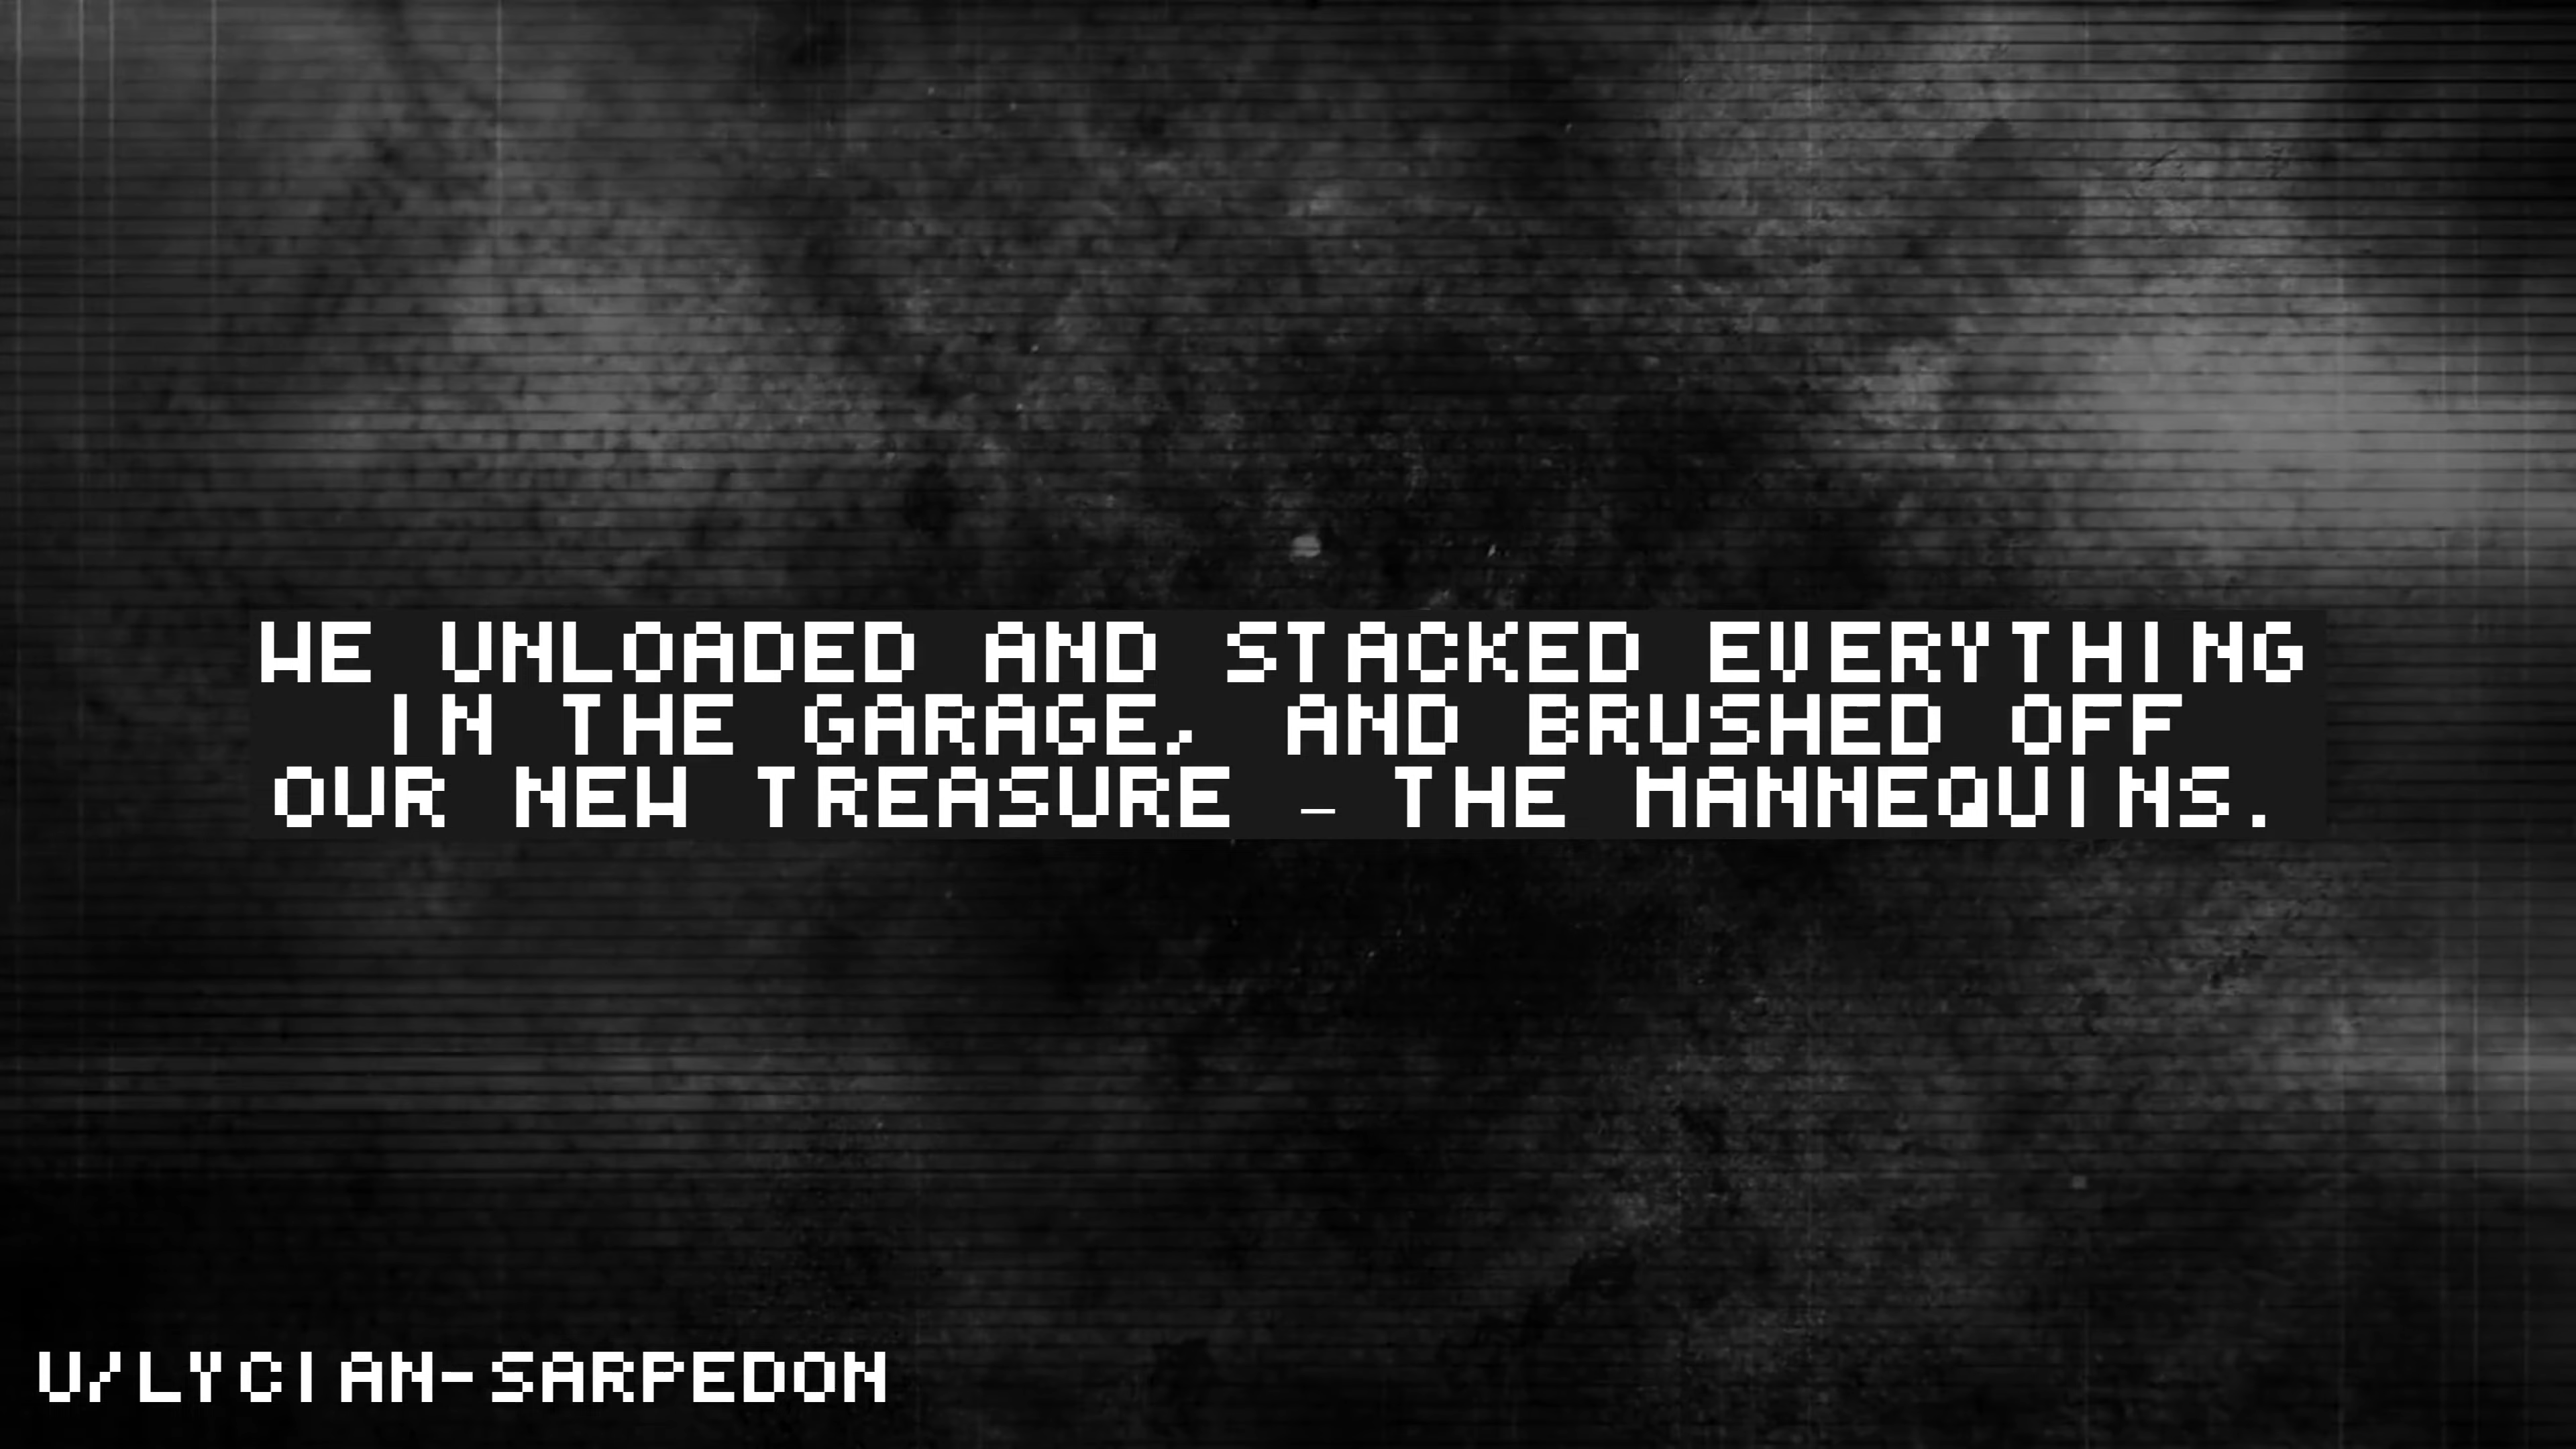 WE UNLOADED AND STACKED EVERYTHING
IN THE GARAGE, AND BRUSHED OFF
OUR NEW TREASURE _ THE MANNEQUINS.
U/LYCIAN-SARPEDON